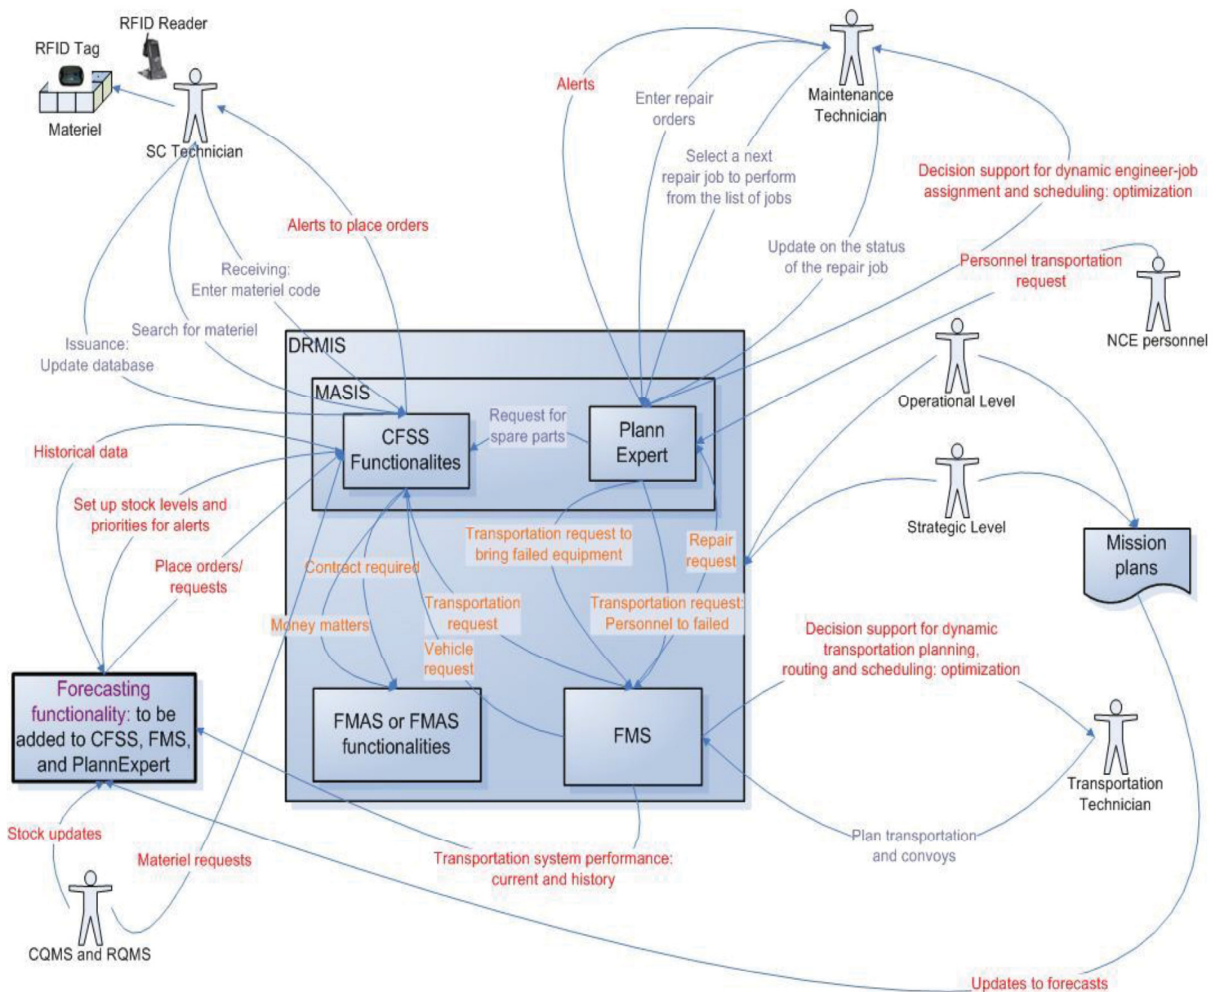 RFID Reader
RFID Tag
Materiel
SC Technician
Alerts
Enter repair
orders
Maintenance
Technician
Select a next
repair job to perform
from the list of jobs
Decision support for dynamic engineer-job
assignment and scheduling: optimization
Alerts to place orders
Update on the status
of the repair job
Personnel transportation
request
Receiving:
Enter materiel code
NCE personnel
Search for materiel
Issuance:
Update database
DRMIS
MASIS
Operational Level
Request for
spare parts
CFSS
Functionalites
Plann
Expert
Historical data
Set up stock levels and
priorities for alerts
Strategic Level
Place orders/
requests
Contract required
Transportation request to
bring failed equipment
Repair
request
Mission
plans
Money matters
Transportation
request
Transportation request:
Personnel to failed
Vehicle
request
Decision support for dynamic
transportation planning,
routing and scheduling: optimization
Forecasting
functionality: to be
added to CFSS, FMS,
and PlannExpert
FMAS or FMAS
functionalities
FMS
Transportation
Technician
Stock updates
Materiel requests
Transportation system performance:
current and history
Plan transportation
and convoys
CQMS and RQMS
Updates to forecasts